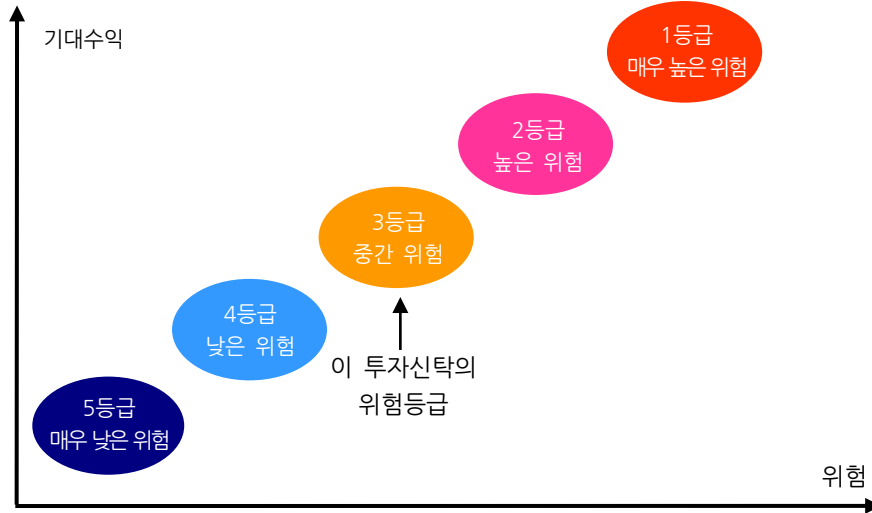 기대수익
1등급
매우 높은 위험
2등급
높은 위험
3등급
중간 위험
4등급
낮은 위험
이 투자신탁의
위험등급
5등급
매우 낮은 위험
위험